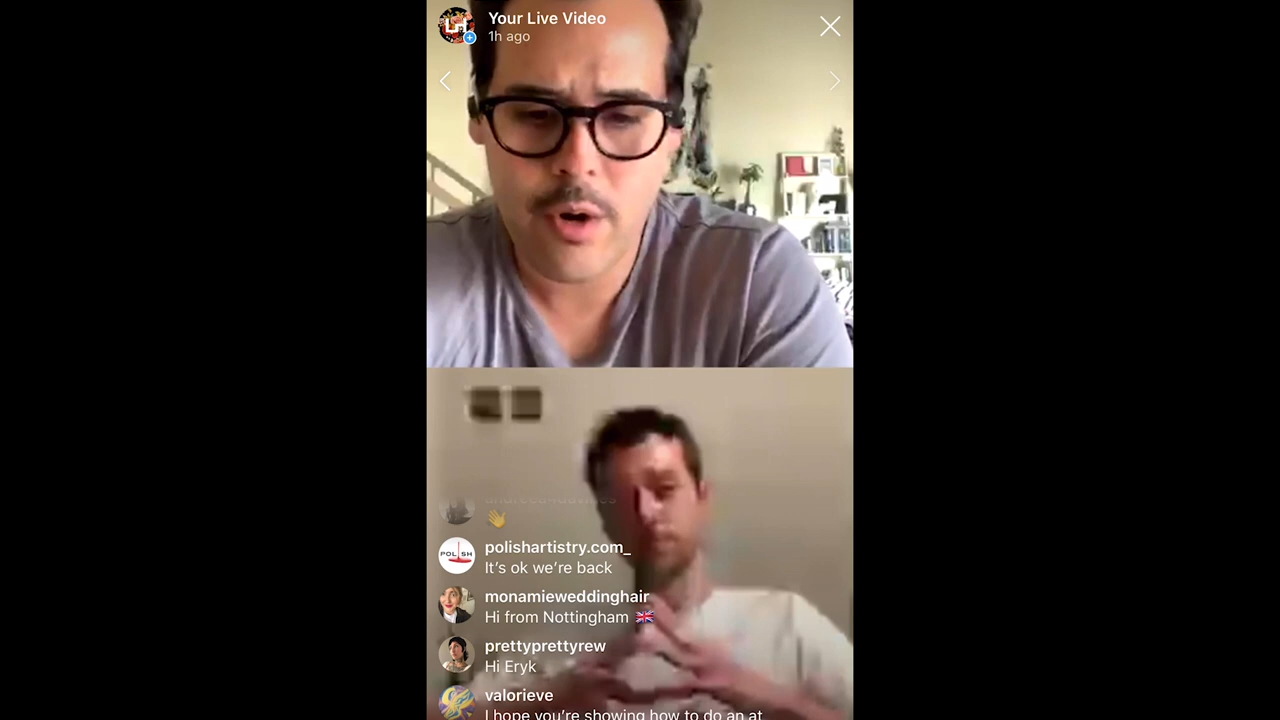 Your Live Video
1h ago
👋
polishartistry.com_
It's ok we're back
monamieweddinghair
Hi from Nottingham 🇬🇧
prettyprettyrew
Hi Eryk
valorieve
I hope you're showing how to do an at